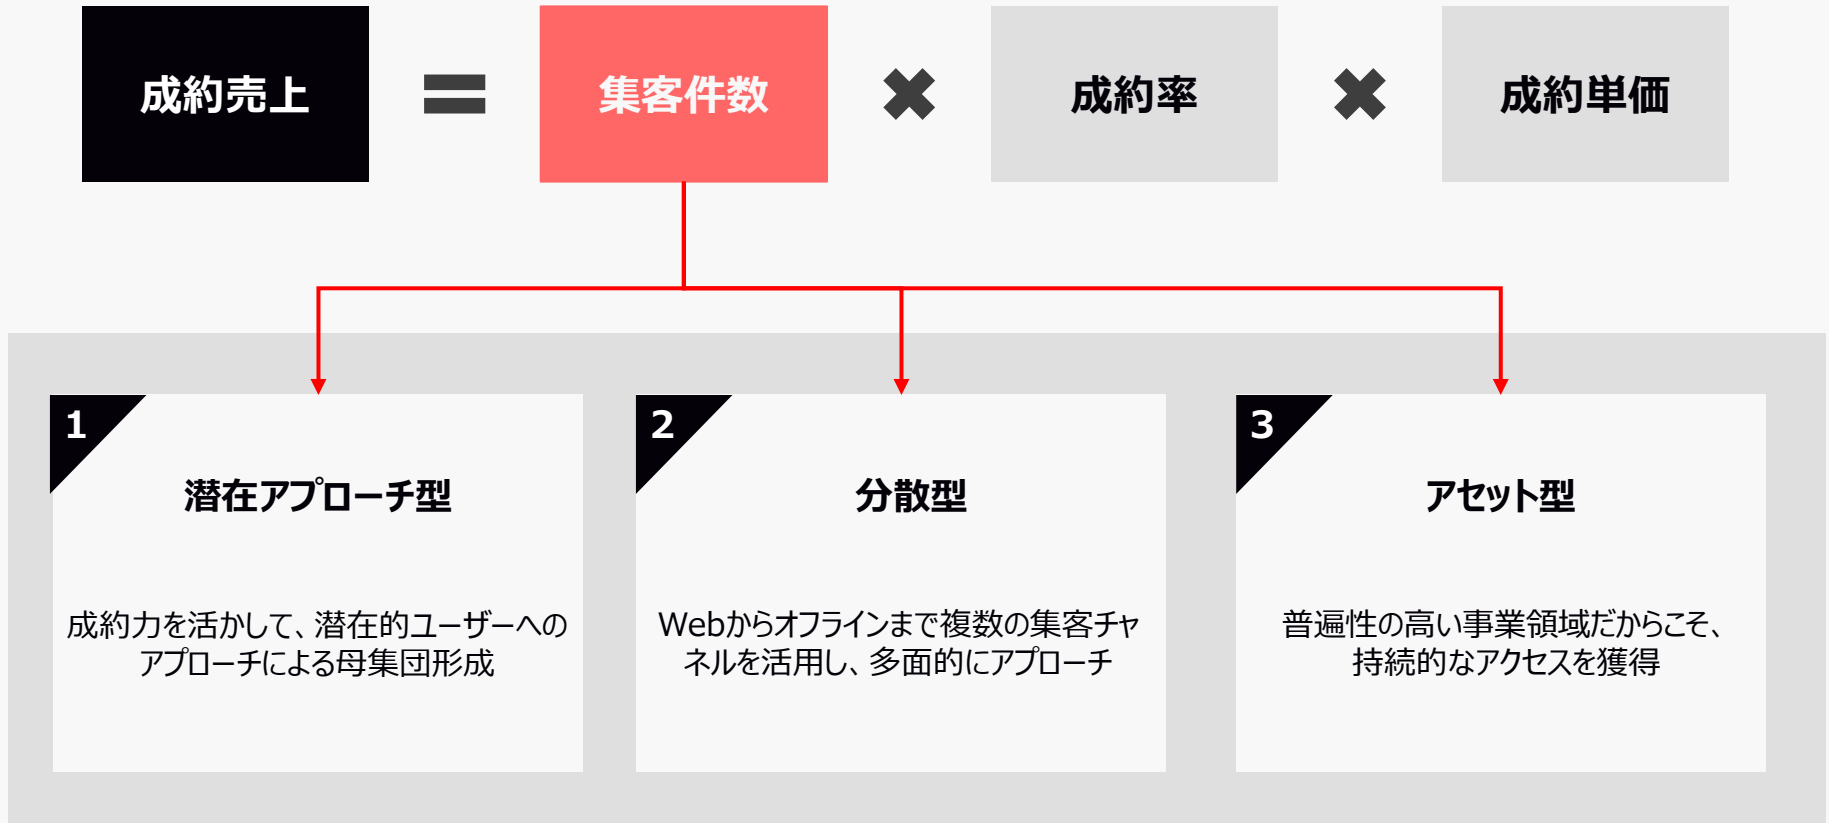 成約売上 = 集客件数 ✖ 成約率 ✖ 成約単価
1
潜在アプローチ型
成約力を活かして、潜在的ユーザーへの
アプローチによる母集団形成
2
分散型
Webからオフラインまで複数の集客チャ
ネルを活用し、多面的にアプローチ
3
アセット型
普遍性の高い事業領域だからこそ、
持続的なアクセスを獲得